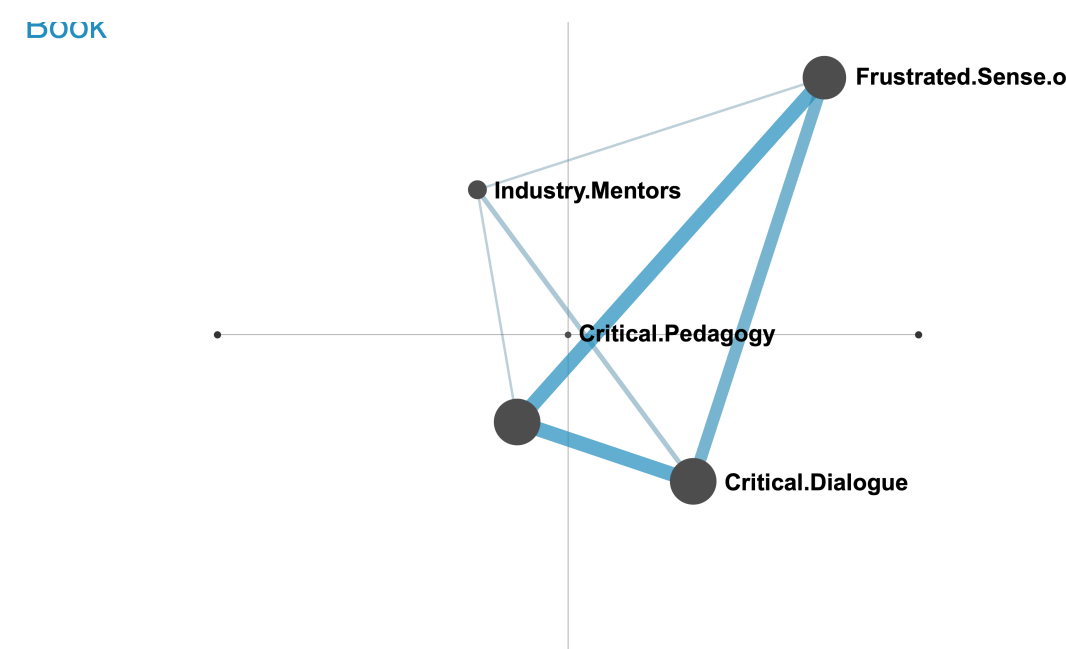 Book
Frustrated.Sense.o
Industry.Mentors
Critical.Pedagogy
Critical.Dialogue